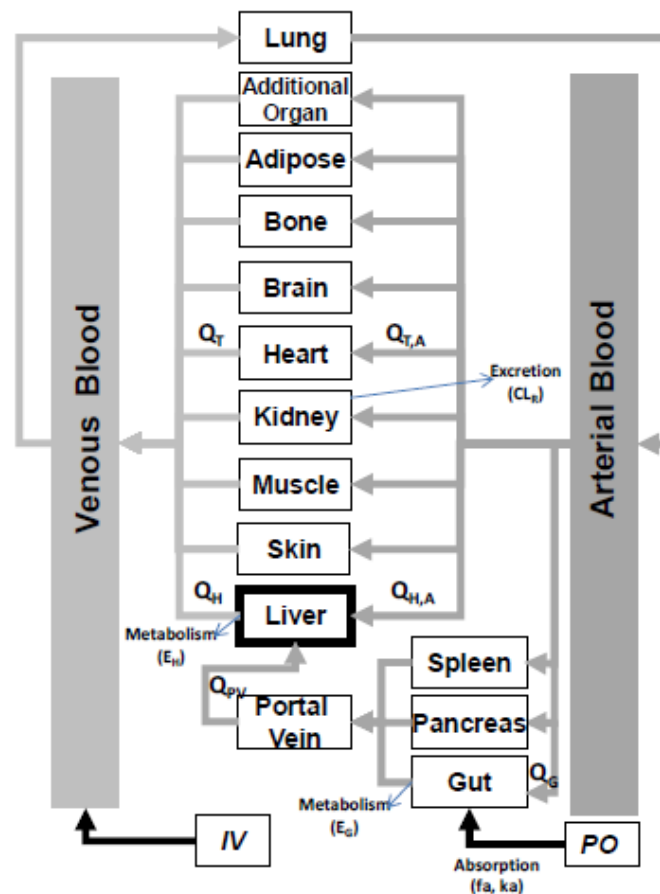 Lung
Additional
Organ
Adipose
Bone
Brain
Q_T
Heart
Q_T,A
Excretion
(CL_R)
Kidney
Muscle
Skin
Q_H
Liver
Q_H,A
Metabolism
(E_H)
Q_PV
Portal
Vein
Spleen
Pancreas
Gut
Q_G
Metabolism
(E_G)
Venous Blood
Arterial Blood
IV
PO
Absorption
(fa, ka)